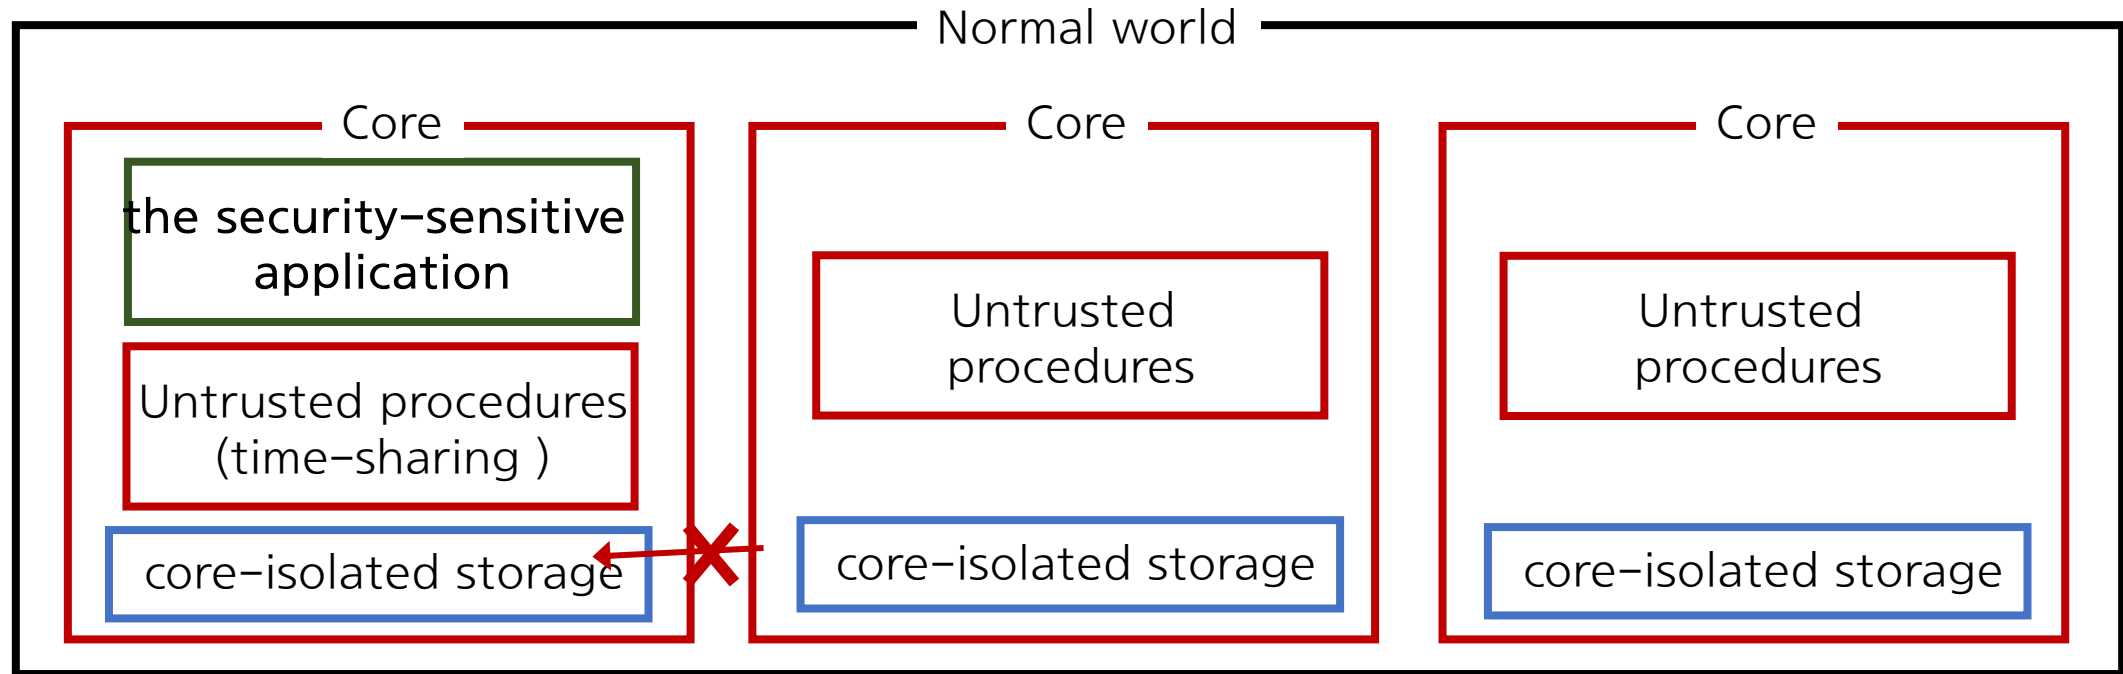 Normal world
Core
Core
Core
the security-sensitive
application
Untrusted procedures
(time-sharing )
core-isolated storage
Untrusted
procedures
core-isolated storage
Untrusted
procedures
core-isolated storage